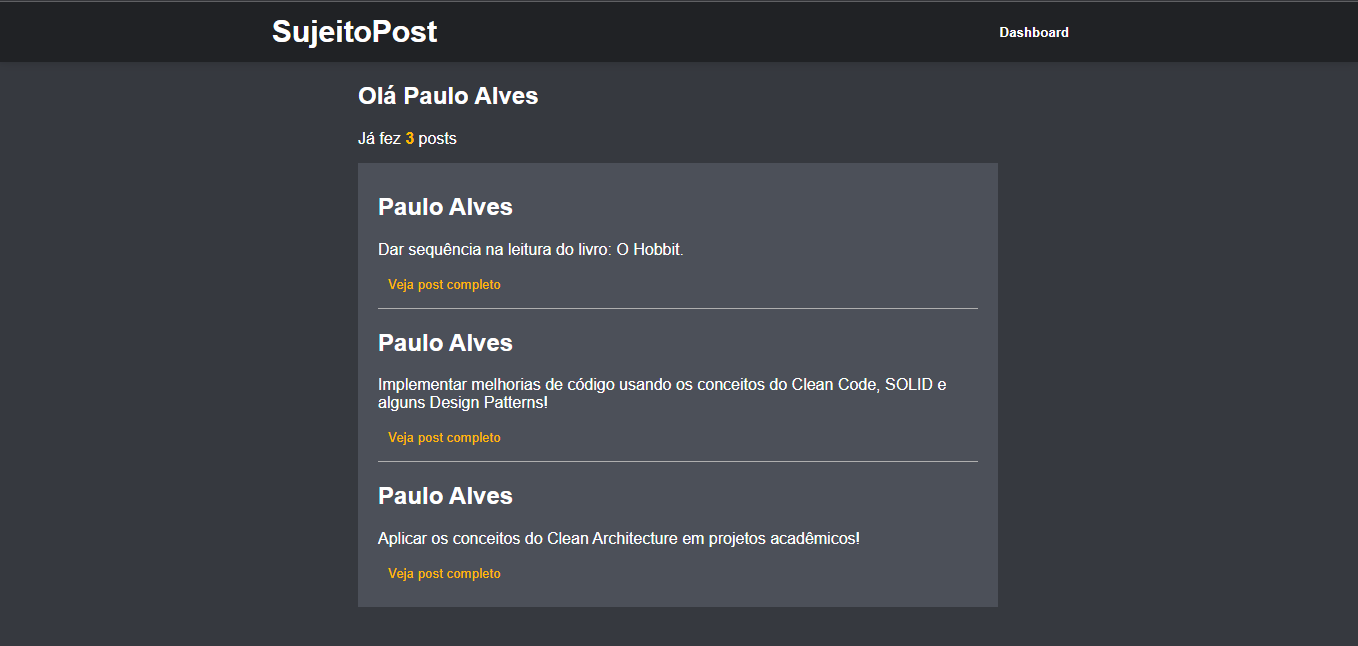 SujeitoPost
Dashboard
Olá Paulo Alves
Já fez 3 posts
Paulo Alves
Dar sequência na leitura do livro: O Hobbit.
Veja post completo
Paulo Alves
Implementar melhorias de código usando os conceitos do Clean Code, SOLID e
alguns Design Patterns!
Veja post completo
Paulo Alves
Aplicar os conceitos do Clean Architecture em projetos acadêmicos!
Veja post completo